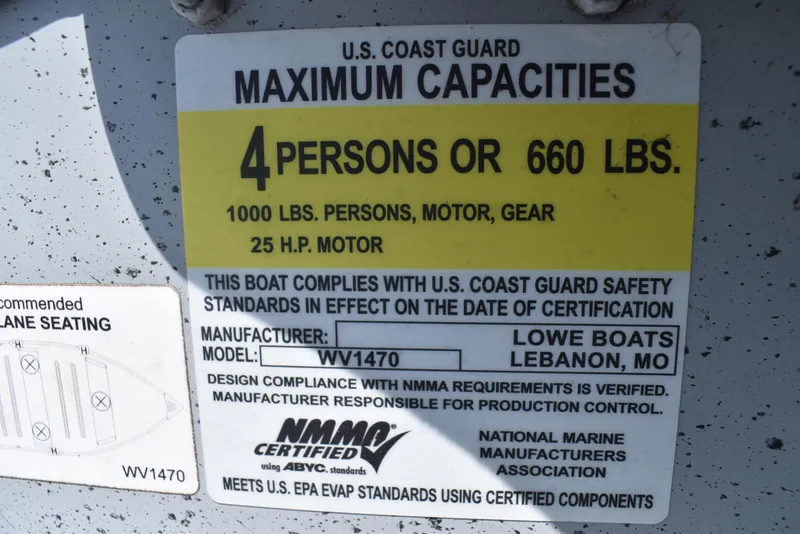 U.S. COAST GUARD
MAXIMUM CAPACITIES
4 PERSONS OR 660 LBS.
1000 LBS. PERSONS, MOTOR, GEAR
25 H.P. MOTOR
THIS BOAT COMPLIES WITH U.S. COAST GUARD SAFETY
STANDARDS IN EFFECT ON THE DATE OF CERTIFICATION
MANUFACTURER: LOWE BOATS
MODEL: WV1470 LEBANON, MO
DESIGN COMPLIANCE WITH NMMA REQUIREMENTS IS VERIFIED.
MANUFACTURER RESPONSIBLE FOR PRODUCTION CONTROL.
NMMA®
CERTIFIED
using ABYC. standards
NATIONAL MARINE
MANUFACTURERS
ASSOCIATION
MEETS U.S. EPA EVAP STANDARDS USING CERTIFIED COMPONENTS
commended
LANE SEATING
H
H
WV1470